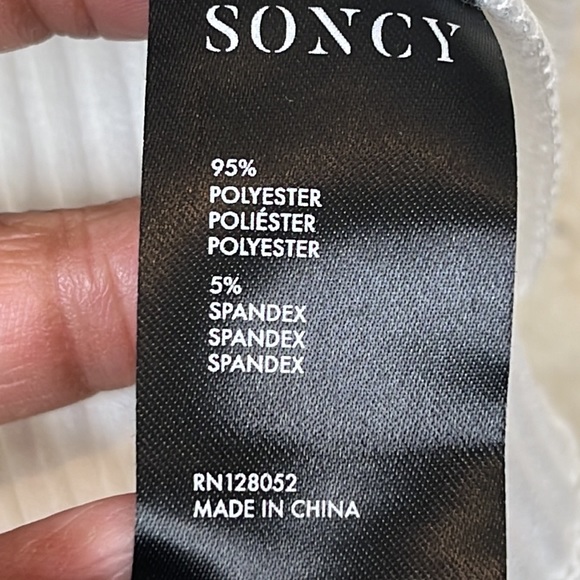 SONCY
95%
POLYESTER
POLIÉSTER
POLYESTER
5%
SPANDEX
SPANDEX
SPANDEX
RN128052
MADE IN CHINA